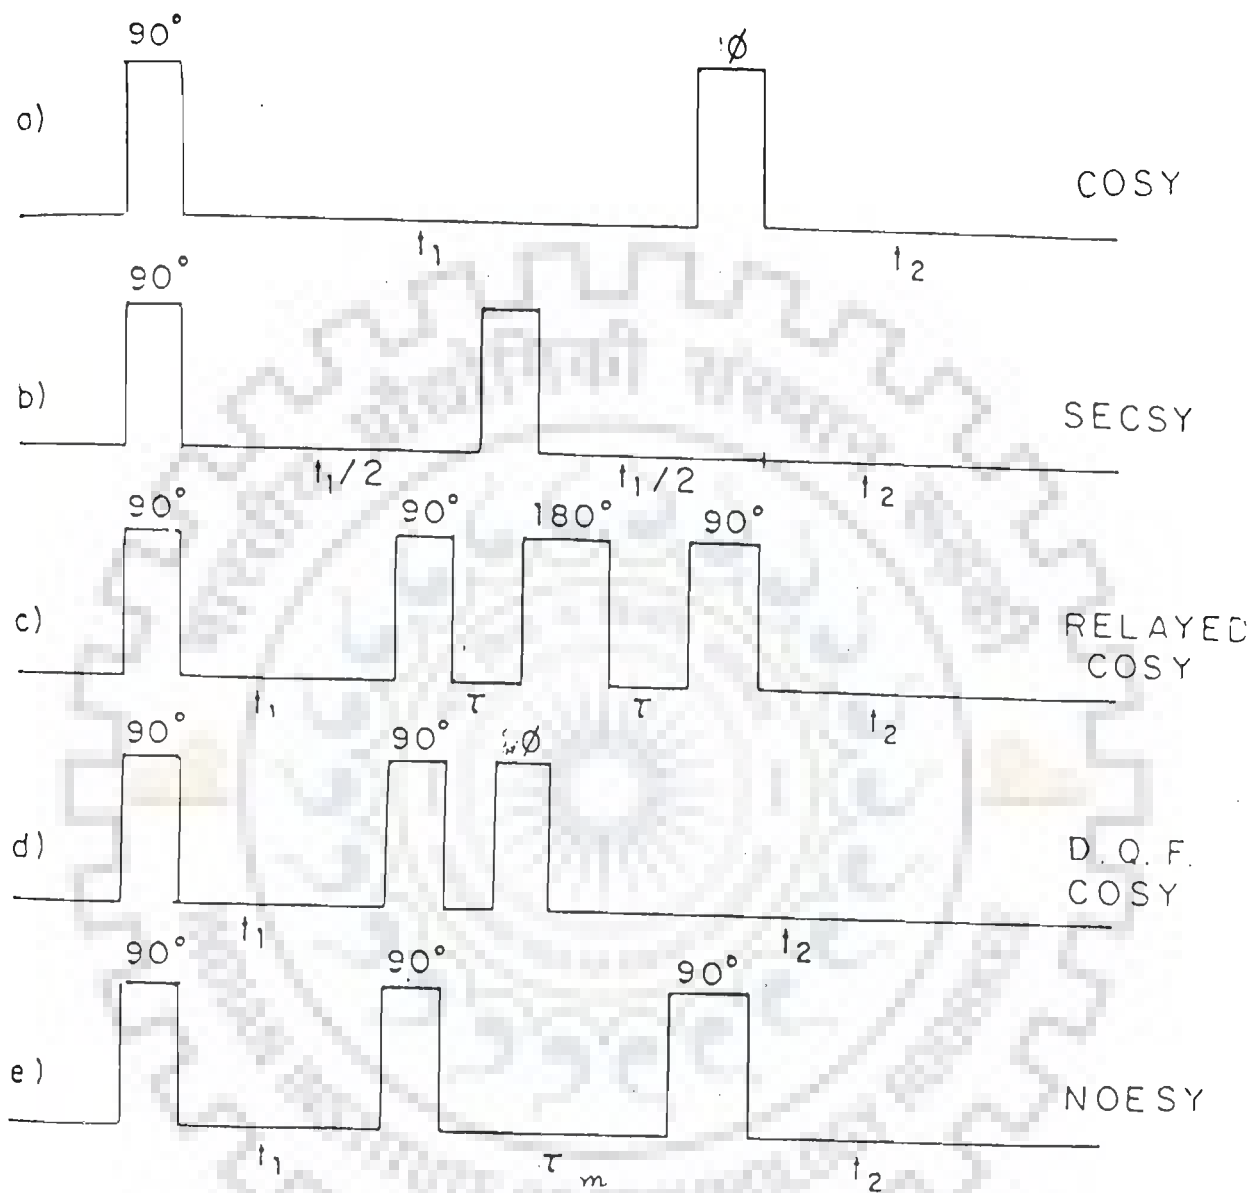 90° ϕ
a)
COSY
t1 t2
90°
b)
SECSY
t1/2 t1/2 t2
90° 90° 180° 90°
c)
RELAYED
COSY
t1 τ τ t2
90° 90° ϕ
d)
D.Q.F.
COSY
t1 t2
90° 90° 90°
e)
NOESY
t1 τm t2